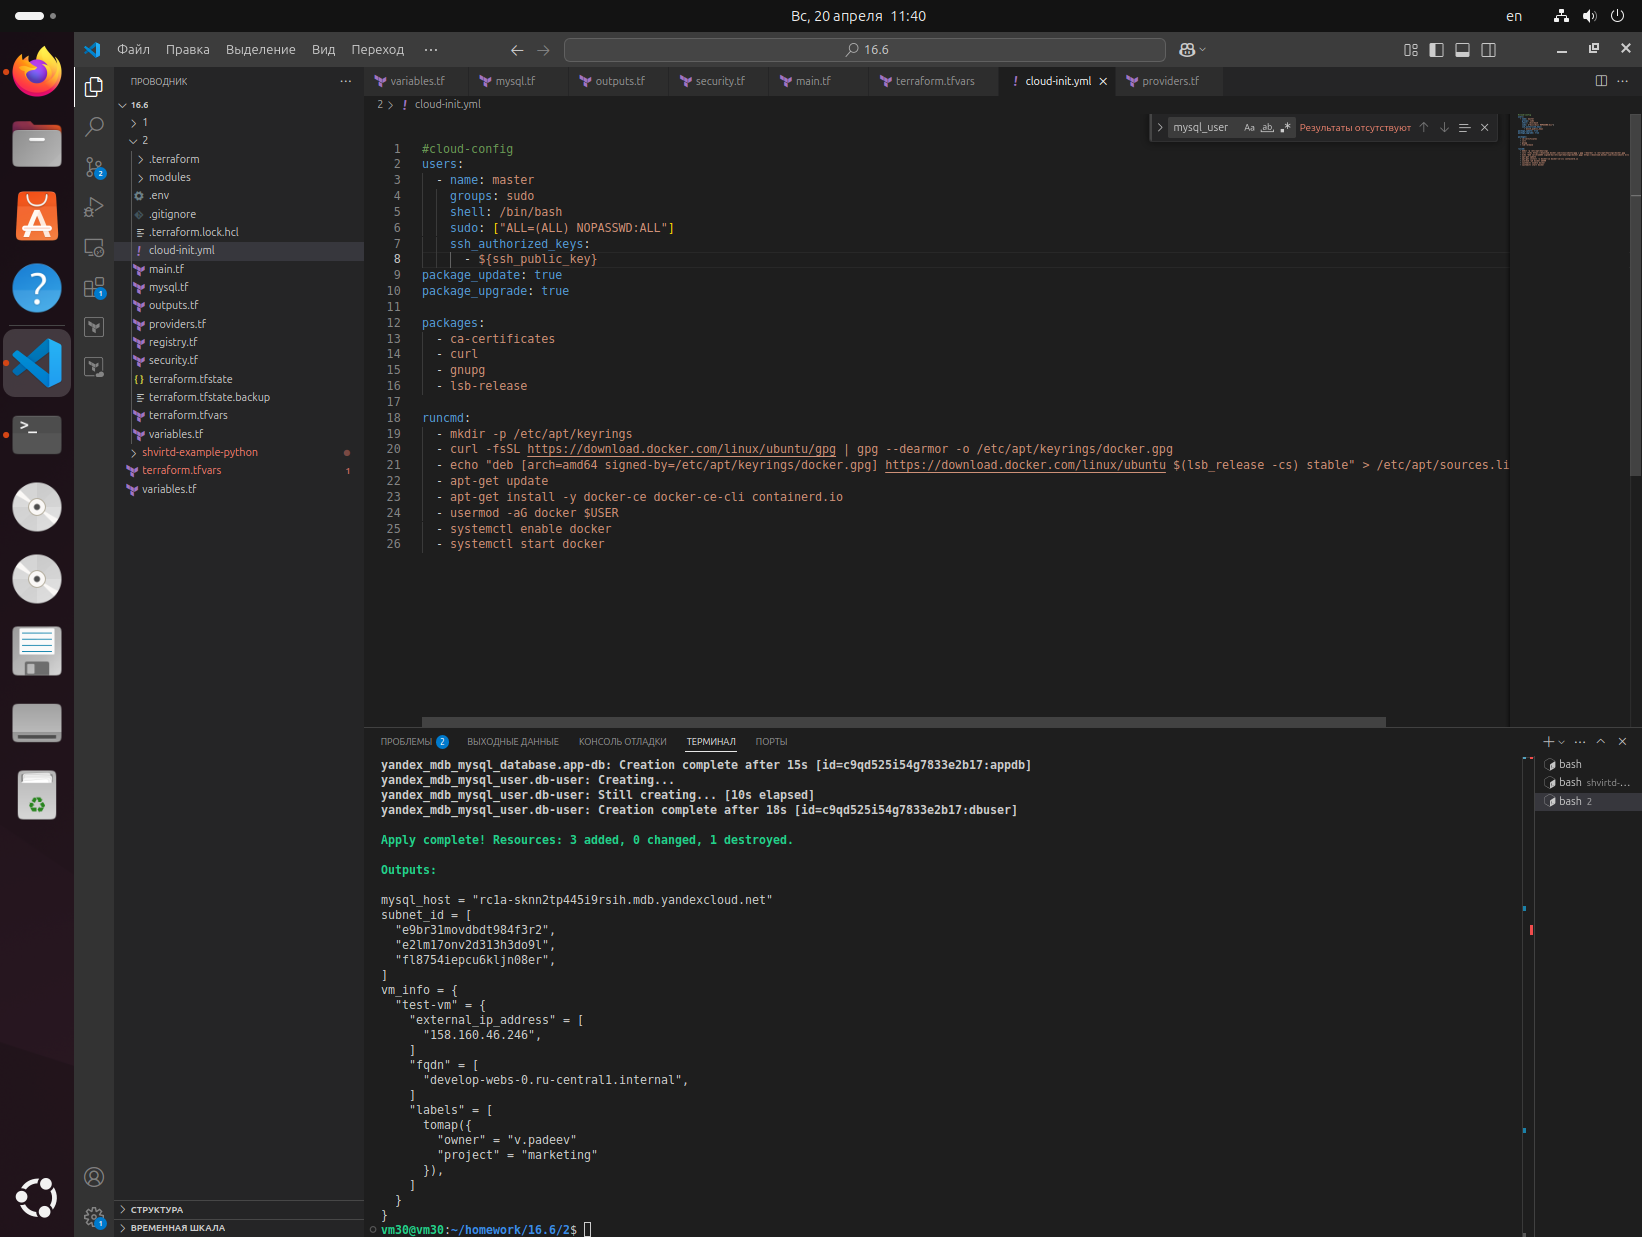 Вс, 20 апреля 11:40
en
Файл Правка Выделение Вид Переход ···
16.6
ПРОВОДНИК
16.6
1
2
.terraform
modules
.env
.gitignore
.terraform.lock.hcl
cloud-init.yml
main.tf
mysql.tf
outputs.tf
providers.tf
registry.tf
security.tf
terraform.tfstate
terraform.tfstate.backup
terraform.tfvars
variables.tf
shvirtd-example-python
terraform.tfvars 1
variables.tf
СТРУКТУРА
ВРЕМЕННАЯ ШКАЛА
variables.tf mysql.tf outputs.tf security.tf main.tf terraform.tfvars cloud-init.yml providers.tf
2 > ! cloud-init.yml
mysql_user Aa ab .* Результаты отсутствуют
1 #cloud-config
2 users:
3 - name: master
4 groups: sudo
5 shell: /bin/bash
6 sudo: ["ALL=(ALL) NOPASSWD:ALL"]
7 ssh_authorized_keys:
8 - ${ssh_public_key}
9 package_update: true
10 package_upgrade: true
11
12 packages:
13 - ca-certificates
14 - curl
15 - gnupg
16 - lsb-release
17
18 runcmd:
19 - mkdir -p /etc/apt/keyrings
20 - curl -fsSL https://download.docker.com/linux/ubuntu/gpg | gpg --dearmor -o /etc/apt/keyrings/docker.gpg
21 - echo "deb [arch=amd64 signed-by=/etc/apt/keyrings/docker.gpg] https://download.docker.com/linux/ubuntu $(lsb_release -cs) stable" > /etc/apt/sources.li
22 - apt-get update
23 - apt-get install -y docker-ce docker-ce-cli containerd.io
24 - usermod -aG docker $USER
25 - systemctl enable docker
26 - systemctl start docker
ПРОБЛЕМЫ 2 ВЫХОДНЫЕ ДАННЫЕ КОНСОЛЬ ОТЛАДКИ ТЕРМИНАЛ ПОРТЫ
yandex_mdb_mysql_database.app-db: Creation complete after 15s [id=c9qd525i54g7833e2b17:appdb]
yandex_mdb_mysql_user.db-user: Creating...
yandex_mdb_mysql_user.db-user: Still creating... [10s elapsed]
yandex_mdb_mysql_user.db-user: Creation complete after 18s [id=c9qd525i54g7833e2b17:dbuser]
Apply complete! Resources: 3 added, 0 changed, 1 destroyed.
Outputs:
mysql_host = "rc1a-sknn2tp445i9rsih.mdb.yandexcloud.net"
subnet_id = [
"e9br31movdbdt984f3r2",
"e2lm17onv2d313h3do9l",
"fl8754iepcu6kljn08er",
]
vm_info = {
"test-vm" = {
"external_ip_address" = [
"158.160.46.246",
]
"fqdn" = [
"develop-webs-0.ru-central1.internal",
]
"labels" = [
tomap({
"owner" = "v.padeev"
"project" = "marketing"
}),
]
}
}
vm30@vm30:~/homework/16.6/2$
bash
bash shvirtd-...
bash 2